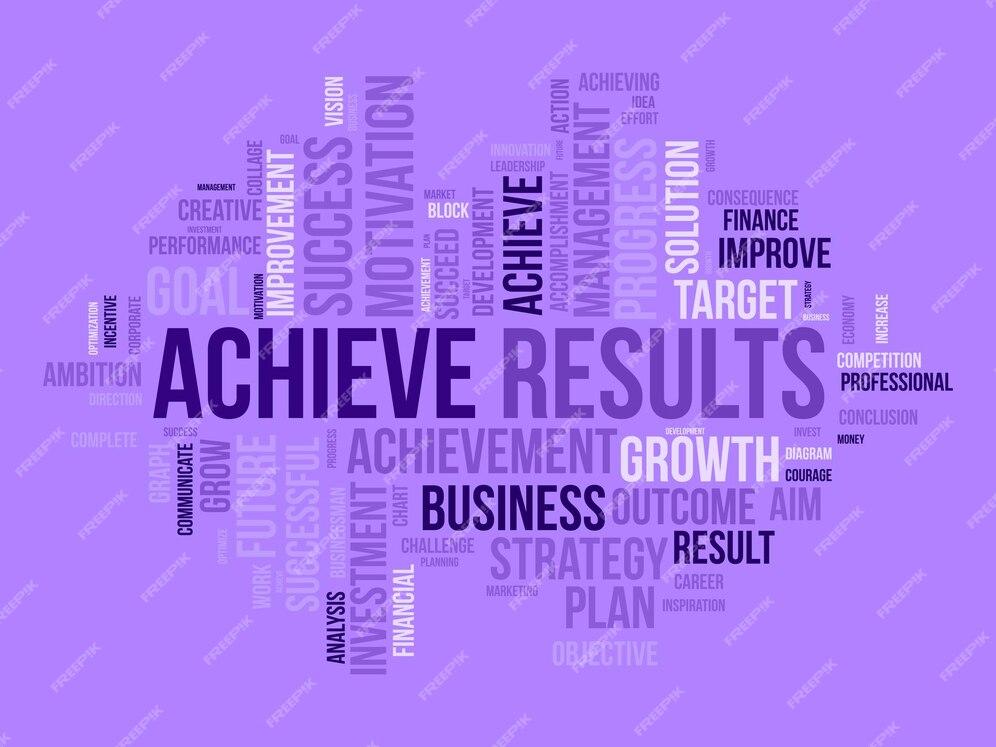 ACHIEVE RESULTS
VISION
BUSINESS
MOTIVATION
SUCCESS
GOAL
COLLAGE
IMPROVEMENT
MANAGEMENT
CREATIVE
INVESTMENT
PERFORMANCE
GOAL
MOTIVATION
OPTIMIZATION
INCENTIVE
CORPORATE
AMBITION
DIRECTION
ACTION
ACHIEVING
IDEA
EFFORT
INNOVATION
FUTURE
LEADERSHIP
MARKET
BLOCK
PLAN
ACHIEVEMENT
SUCCEED
TARGET
DEVELOPMENT
ACHIEVE
ACCOMPLISHMENT
MANAGEMENT
PROGRESS
SOLUTION
GROWTH
CONSEQUENCE
FINANCE
IMPROVE
TARGET
STRATEGY
BUSINESS
ECONOMY
INCREASE
COMPETITION
PROFESSIONAL
CONCLUSION
MONEY
COMPLETE
SUCCESS
GRAPH
COMMUNICATE
GROW
OPTIMIZE
FUTURE
WORK
SUCCESSFUL
PROGRESS
BUSINESSMAN
ANALYSIS
ACHIEVEMENT
INVESTMENT
CHART
FINANCIAL
BUSINESS
CHALLENGE
PLANNING
DEVELOPMENT
GROWTH
INVEST
DIAGRAM
COURAGE
OUTCOME
AIM
STRATEGY
RESULT
MARKETING
CAREER
PLAN
INSPIRATION
OBJECTIVE
FREEPIK